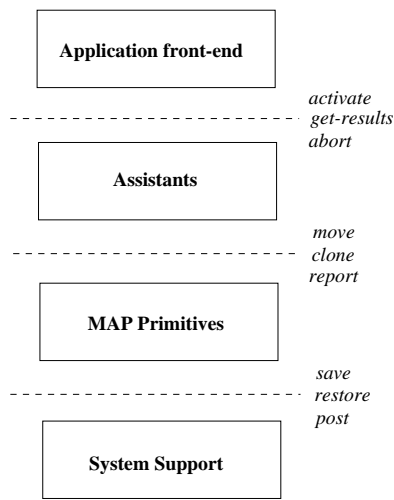 Application front-end
activate
get-results
abort
Assistants
move
clone
report
MAP Primitives
save
restore
post
System Support